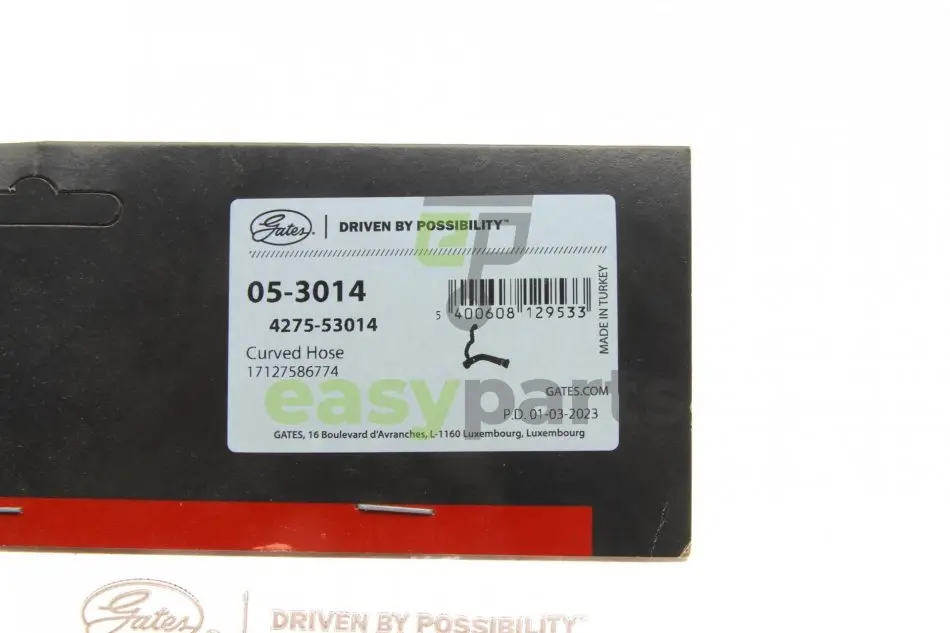 Gates. | DRIVEN BY POSSIBILITY™
05-3014
4275-53014
Curved Hose
17127586774
5 400608 129533
MADE IN TURKEY
GATES.COM
P.D. 01-03-2023
GATES, 16 Boulevard d'Avranches, L-1160 Luxembourg, Luxembourg
easyparts
Gates. | DRIVEN BY POSSIBILITY™